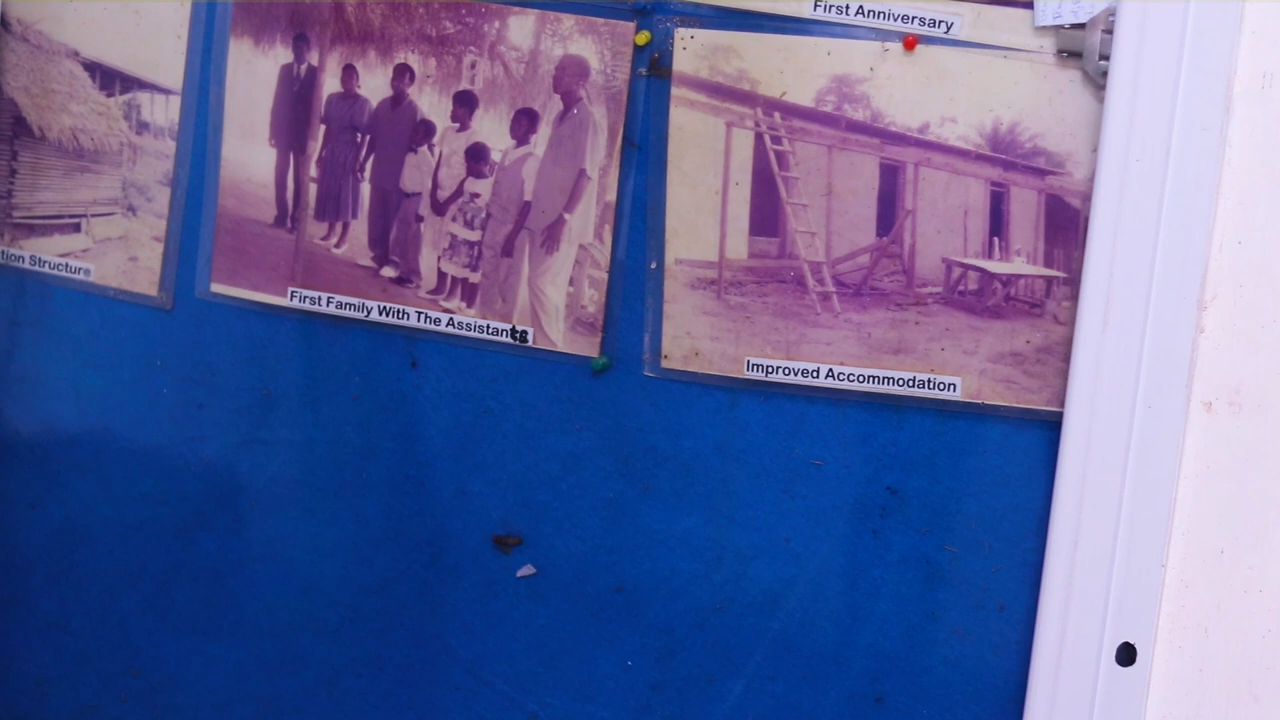 First Anniversary
tion Structure
First Family With The Assistants
Improved Accommodation